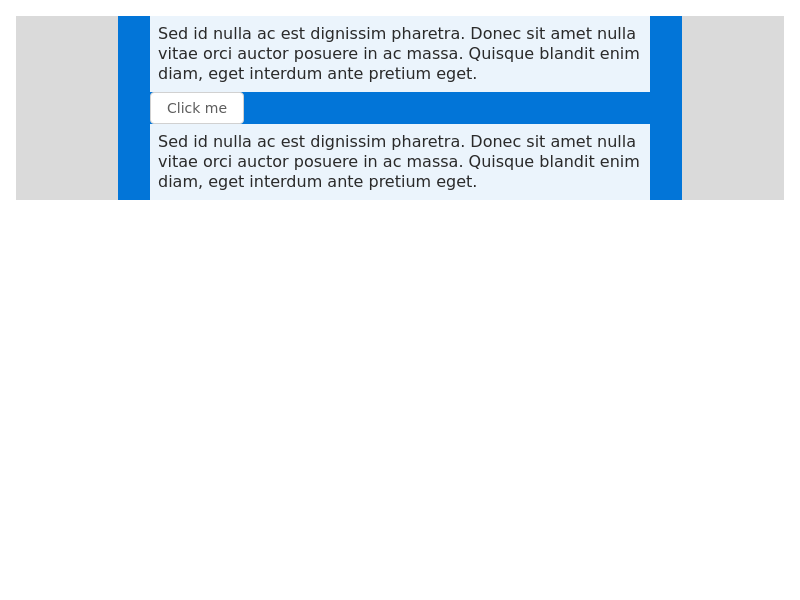 Sed id nulla ac est dignissim pharetra. Donec sit amet nulla
vitae orci auctor posuere in ac massa. Quisque blandit enim
diam, eget interdum ante pretium eget.
Click me
Sed id nulla ac est dignissim pharetra. Donec sit amet nulla
vitae orci auctor posuere in ac massa. Quisque blandit enim
diam, eget interdum ante pretium eget.